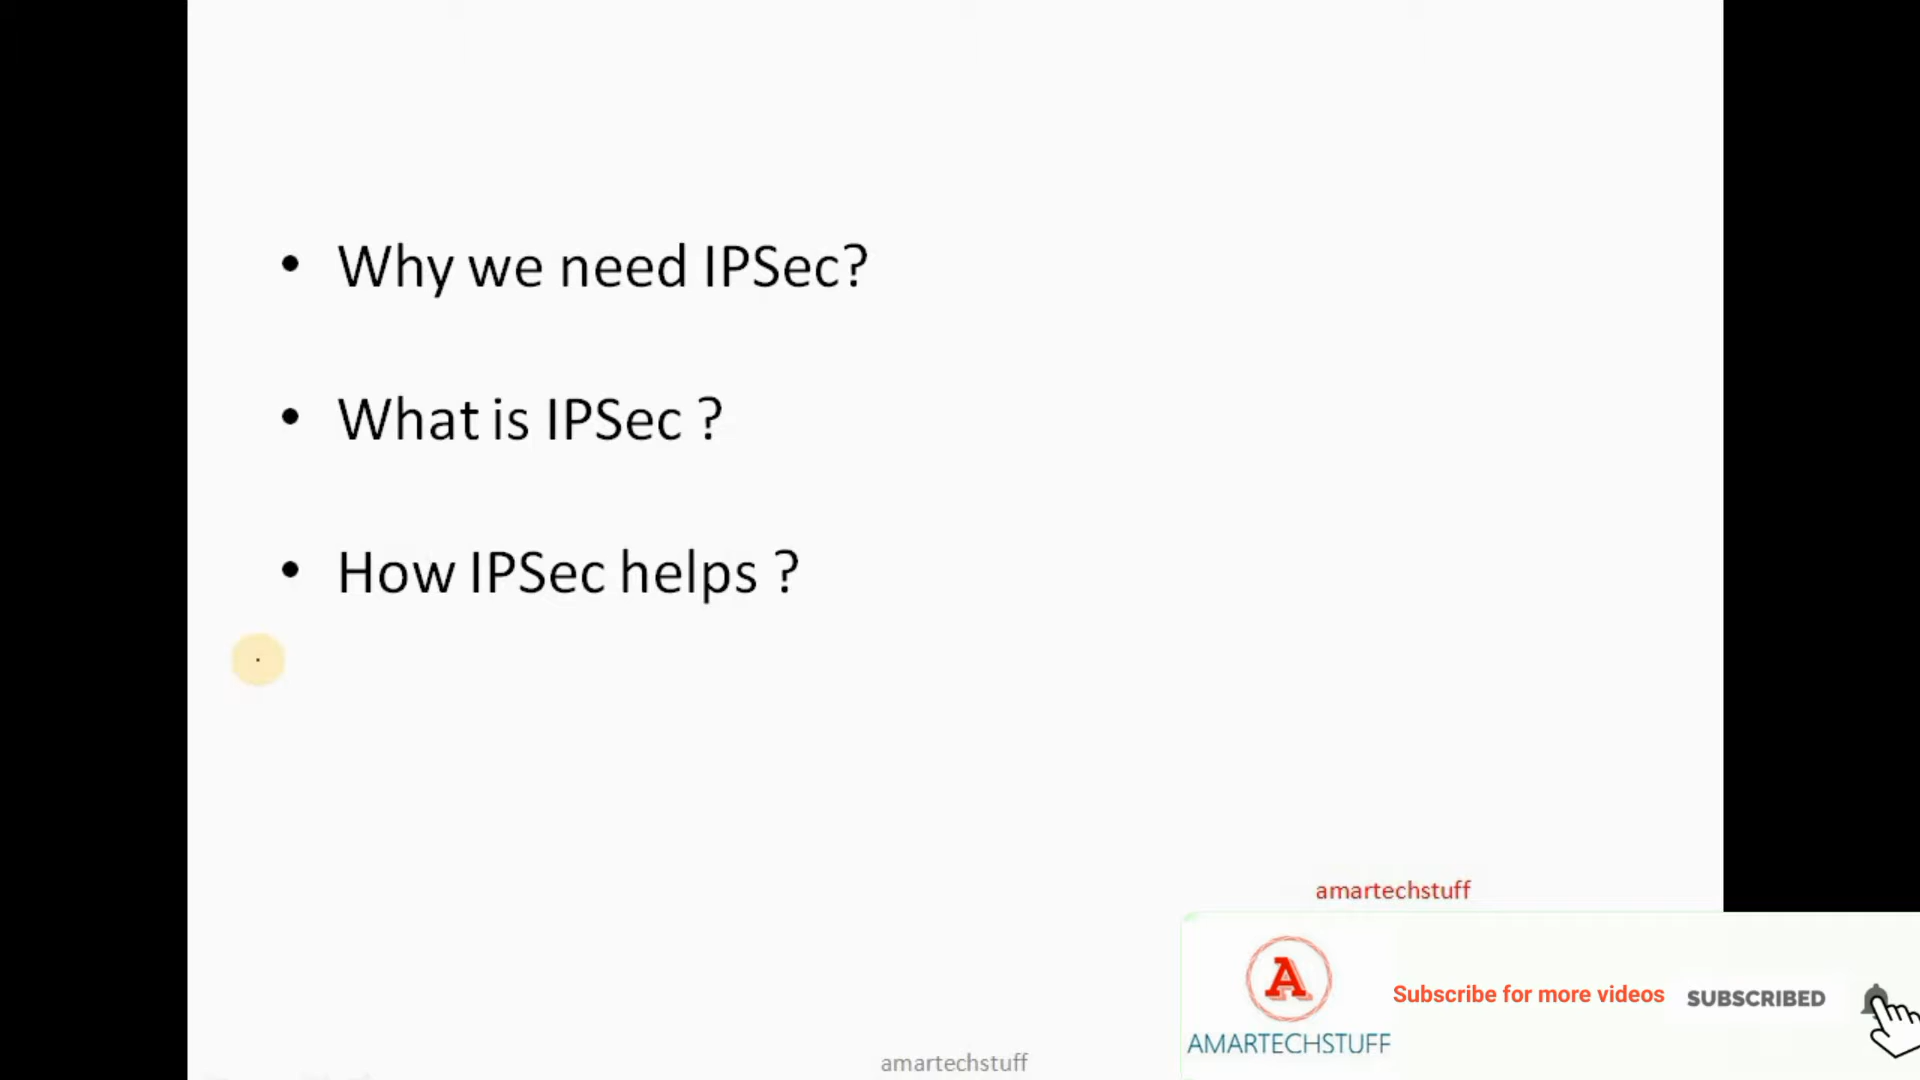 • Why we need IPSec?
• What is IPSec ?
• How IPSec helps ?
amartechstuff
A
Subscribe for more videos SUBSCRIBED
AMARTECHSTUFF
amartechstuff